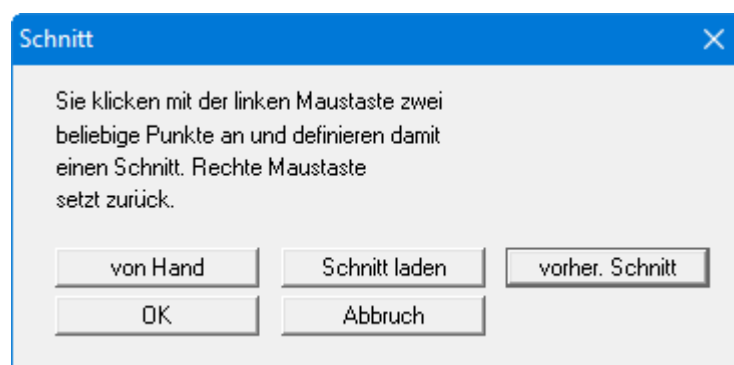 Schnitt
Sie klicken mit der linken Maustaste zwei
beliebige Punkte an und definieren damit
einen Schnitt. Rechte Maustaste
setzt zurück.
von Hand
Schnitt laden
vorher. Schnitt
OK
Abbruch